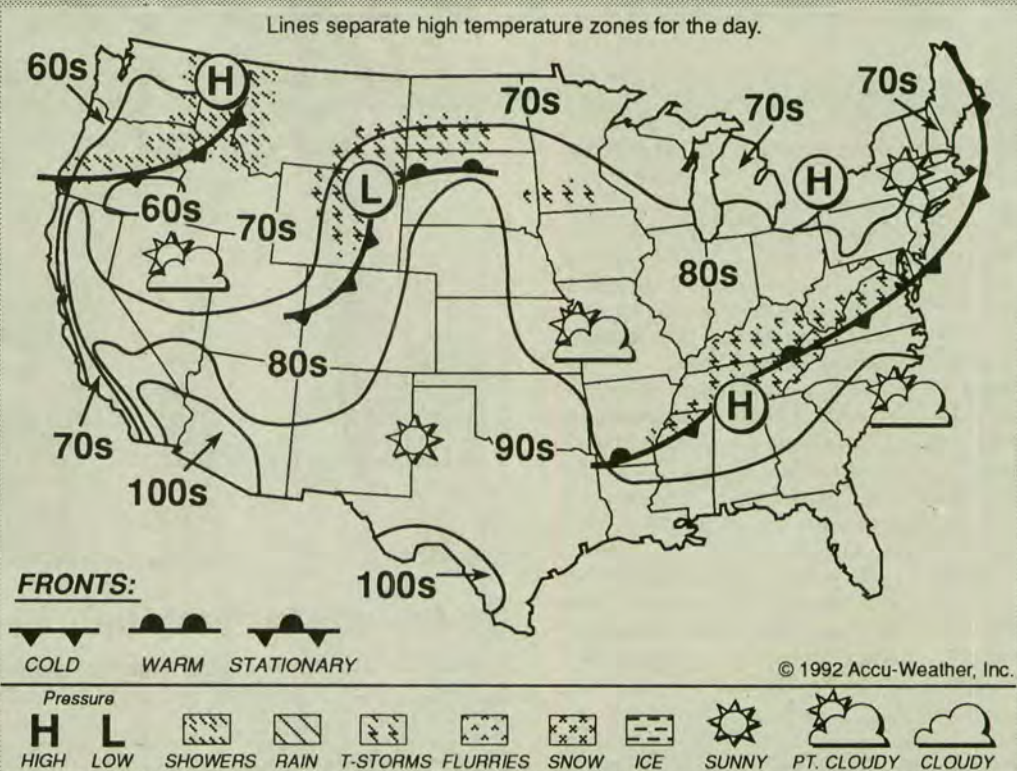 Lines separate high temperature zones for the day.
60s
H
70s
70s
70s
L
H
60s
70s
80s
80s
H
70s
90s
100s
100s
FRONTS:
COLD WARM STATIONARY
© 1992 Accu-Weather, Inc.
Pressure
H L
HIGH LOW SHOWERS RAIN T-STORMS FLURRIES SNOW ICE SUNNY PT. CLOUDY CLOUDY